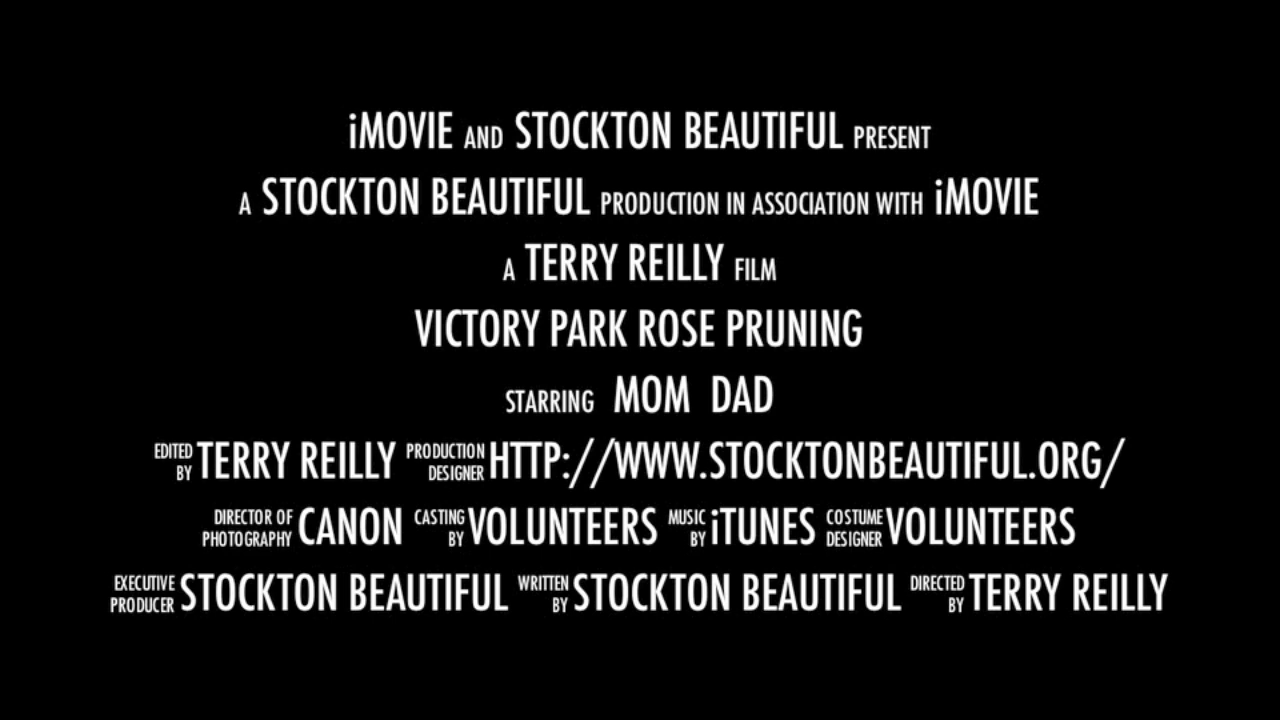 iMOVIE AND STOCKTON BEAUTIFUL PRESENT
A STOCKTON BEAUTIFUL PRODUCTION IN ASSOCIATION WITH iMOVIE
A TERRY REILLY FILM
VICTORY PARK ROSE PRUNING
STARRING MOM DAD
EDITED BY TERRY REILLY PRODUCTION DESIGNER HTTP://WWW.STOCKTONBEAUTIFUL.ORG/
DIRECTOR OF PHOTOGRAPHY CANON CASTING BY VOLUNTEERS MUSIC BY iTUNES COSTUME DESIGNER VOLUNTEERS
EXECUTIVE PRODUCER STOCKTON BEAUTIFUL WRITTEN BY STOCKTON BEAUTIFUL DIRECTED BY TERRY REILLY